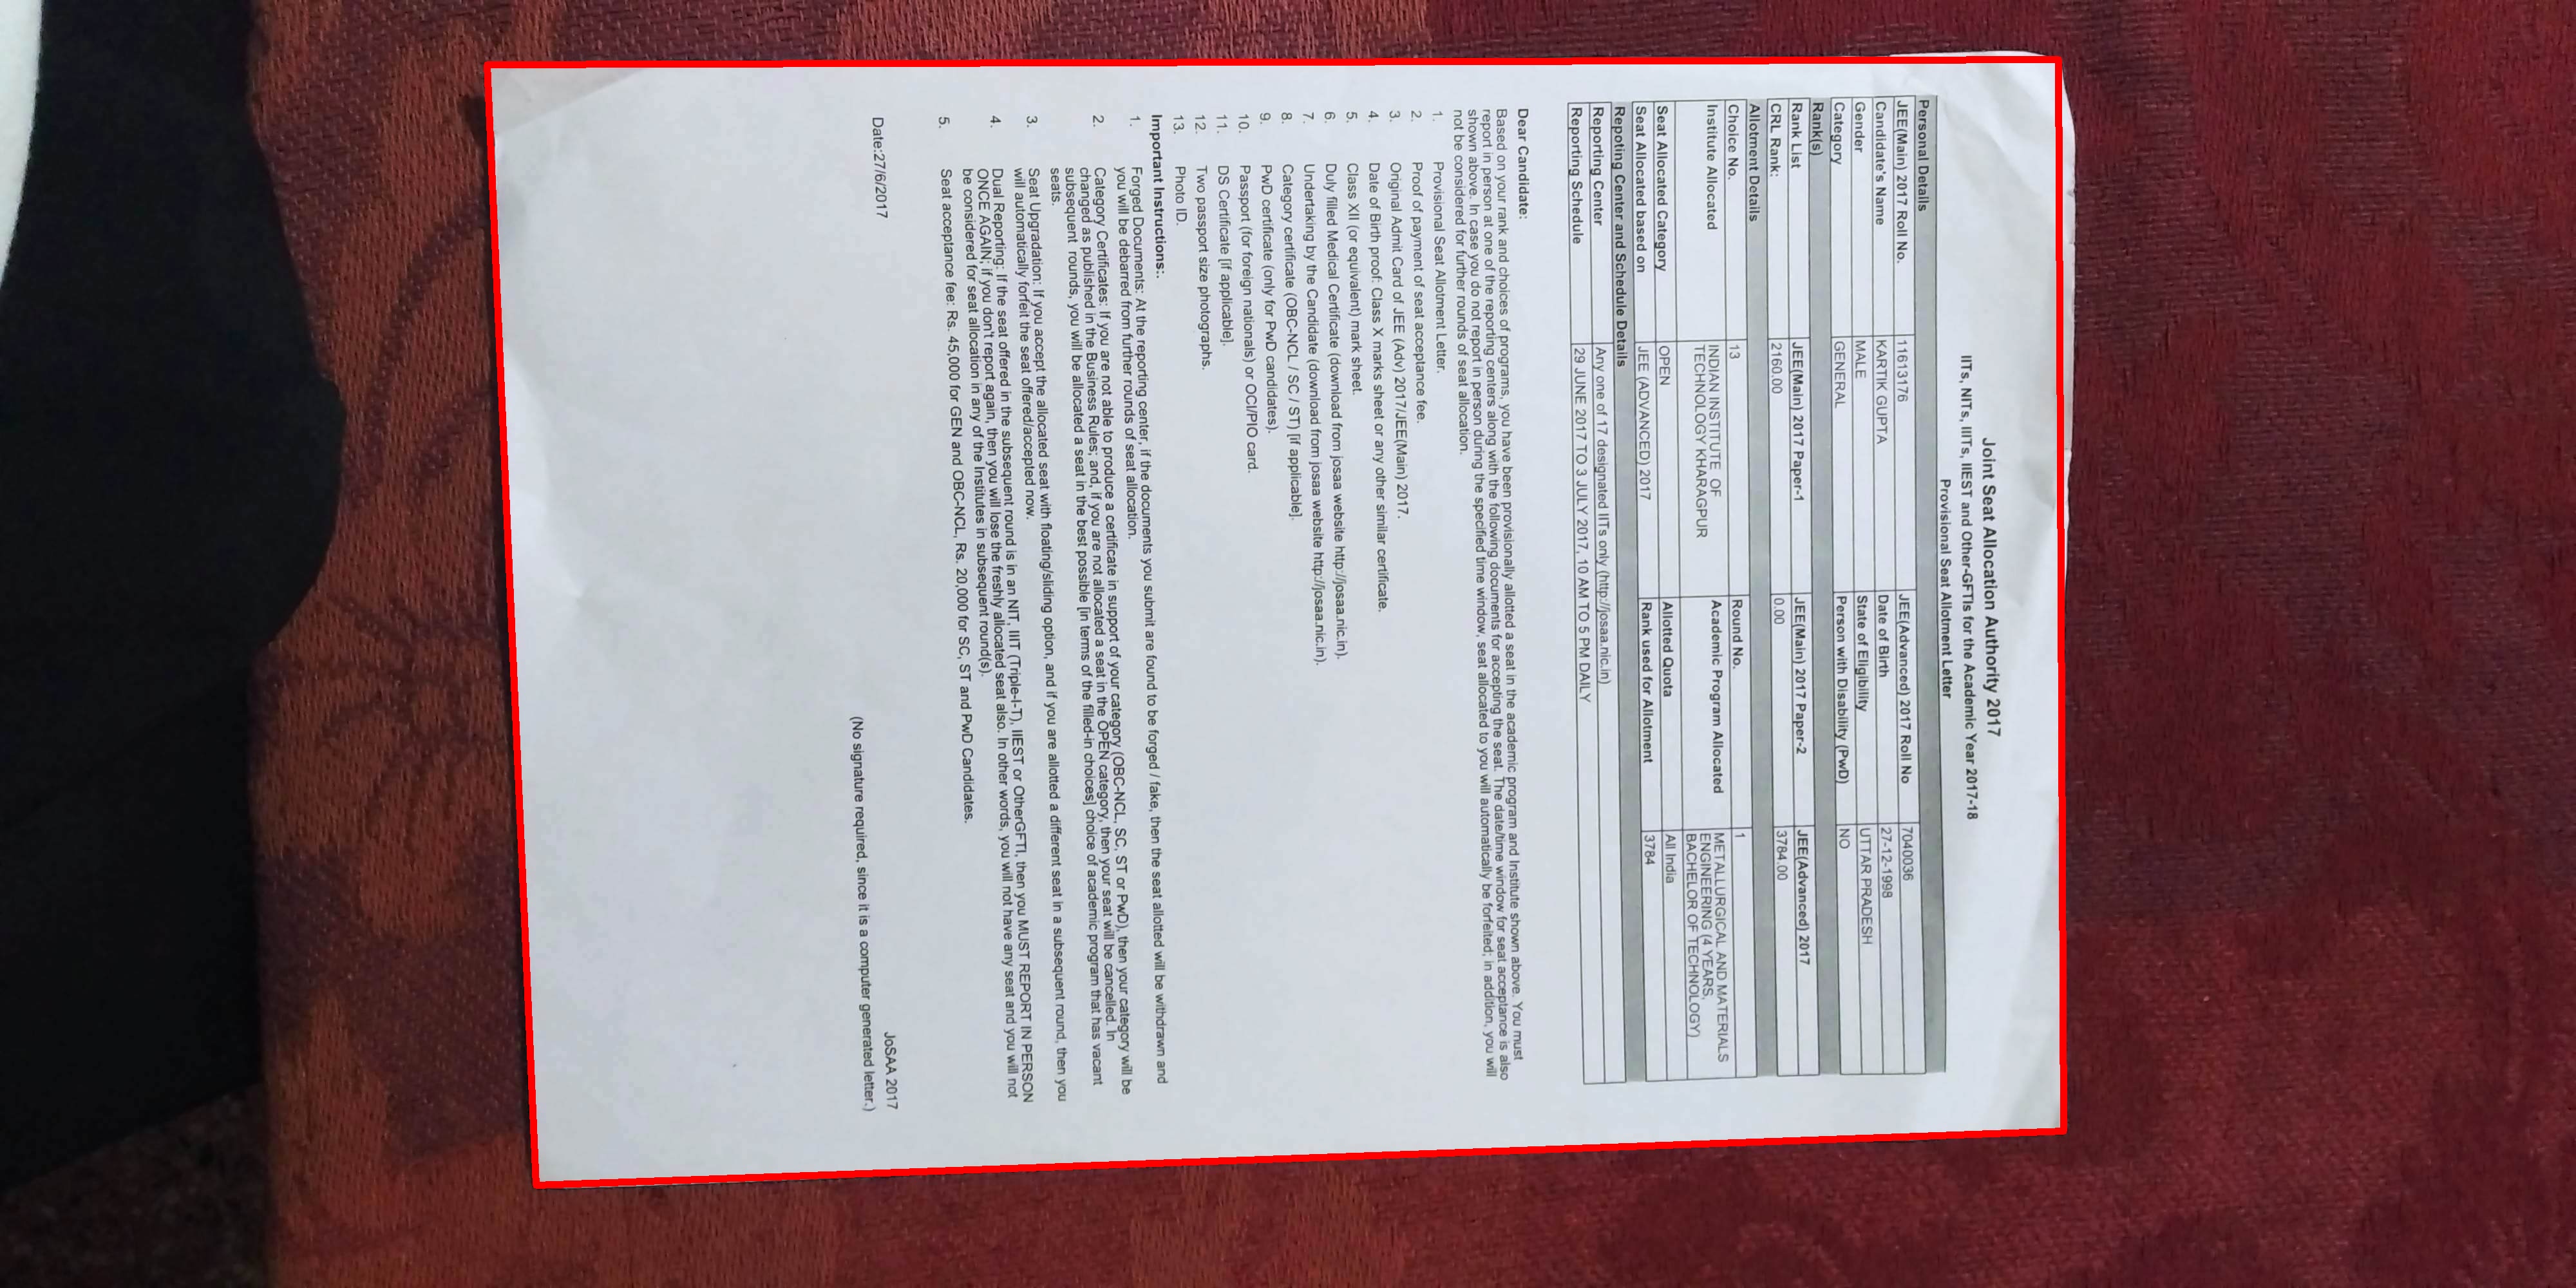 Joint Seat Allocation Authority 2017
IITs, NITs, IIITs, IIEST and Other-GFTIs for the Academic Year 2017-18
Provisional Seat Allotment Letter
Personal Details
JEE(Main) 2017 Roll No. 11613176 JEE(Advanced) 2017 Roll No 7040036
Candidate's Name KARTIK GUPTA Date of Birth 27-12-1998
Gender MALE State of Eligibility UTTAR PRADESH
Category GENERAL Person with Disability (PwD) NO
Rank(s)
Rank List JEE(Main) 2017 Paper-1 JEE(Main) 2017 Paper-2 JEE(Advanced) 2017
CRL Rank: 2160.00 0.00 3784.00
Allotment Details
Choice No. 13 Round No. 1
Institute Allocated INDIAN INSTITUTE OF TECHNOLOGY KHARAGPUR Academic Program Allocated METALLURGICAL AND MATERIALS ENGINEERING (4 YEARS, BACHELOR OF TECHNOLOGY)
Seat Allocated Category OPEN Allotted Quota All India
Seat Allocated based on JEE (ADVANCED) 2017 Rank used for Allotment 3784
Repoting Center and Schedule Details
Reporting Center Any one of 17 designated IITs only (http://josaa.nic.in)
Reporting Schedule 29 JUNE 2017 TO 3 JULY 2017, 10 AM TO 5 PM DAILY
Dear Candidate:
Based on your rank and choices of programs, you have been provisionally allotted a seat in the academic program and Institute shown above. You must
report in person at one of the reporting centers along with the following documents for accepting the seat. The date/time window for seat acceptance is also
shown above. In case you do not report in person during the specified time window, seat allocated to you will automatically be forfeited; in addition, you will
not be considered for further rounds of seat allocation.
1. Provisional Seat Allotment Letter.
2. Proof of payment of seat acceptance fee.
3. Original Admit Card of JEE (Adv) 2017/JEE(Main) 2017.
4. Date of Birth proof: Class X marks sheet or any other similar certificate.
5. Class XII (or equivalent) mark sheet.
6. Duly filled Medical Certificate (download from josaa website http://josaa.nic.in).
7. Undertaking by the Candidate (download from josaa website http://josaa.nic.in).
8. Category certificate (OBC-NCL / SC / ST) [if applicable].
9. PwD certificate (only for PwD candidates).
10. Passport (for foreign nationals) or OCI/PIO card.
11. DS Certificate [if applicable].
12. Two passport size photographs.
13. Photo ID.
Important Instructions:.
1. Forged Documents: At the reporting center, if the documents you submit are found to be forged / fake, then the seat allotted will be withdrawn and
you will be debarred from further rounds of seat allocation.
2. Category Certificates: If you are not able to produce a certificate in support of your category (OBC-NCL, SC, ST or PwD), then your category will be
changed as published in the Business Rules; and, if you are not allocated a seat in the OPEN category, then your seat will be cancelled. In
subsequent rounds, you will be allocated a seat in the best possible [in terms of the filled-in choices] choice of academic program that has vacant
seats.
3. Seat Upgradation: If you accept the allocated seat with floating/sliding option, and if you are allotted a different seat in a subsequent round, then you
will automatically forfeit the seat offered/accepted now.
4. Dual Reporting: If the seat offered in the subsequent round is in an NIT, IIIT (Triple-I-T), IIEST or OtherGFTI, then you MUST REPORT IN PERSON
ONCE AGAIN; if you don't report again, then you will lose the freshly allocated seat also. In other words, you will not have any seat and you will not
be considered for seat allocation in any of the Institutes in subsequent round(s).
5. Seat acceptance fee: Rs. 45,000 for GEN and OBC-NCL, Rs. 20,000 for SC, ST and PwD Candidates.
Date:27/6/2017 JoSAA 2017
(No signature required, since it is a computer generated letter.)